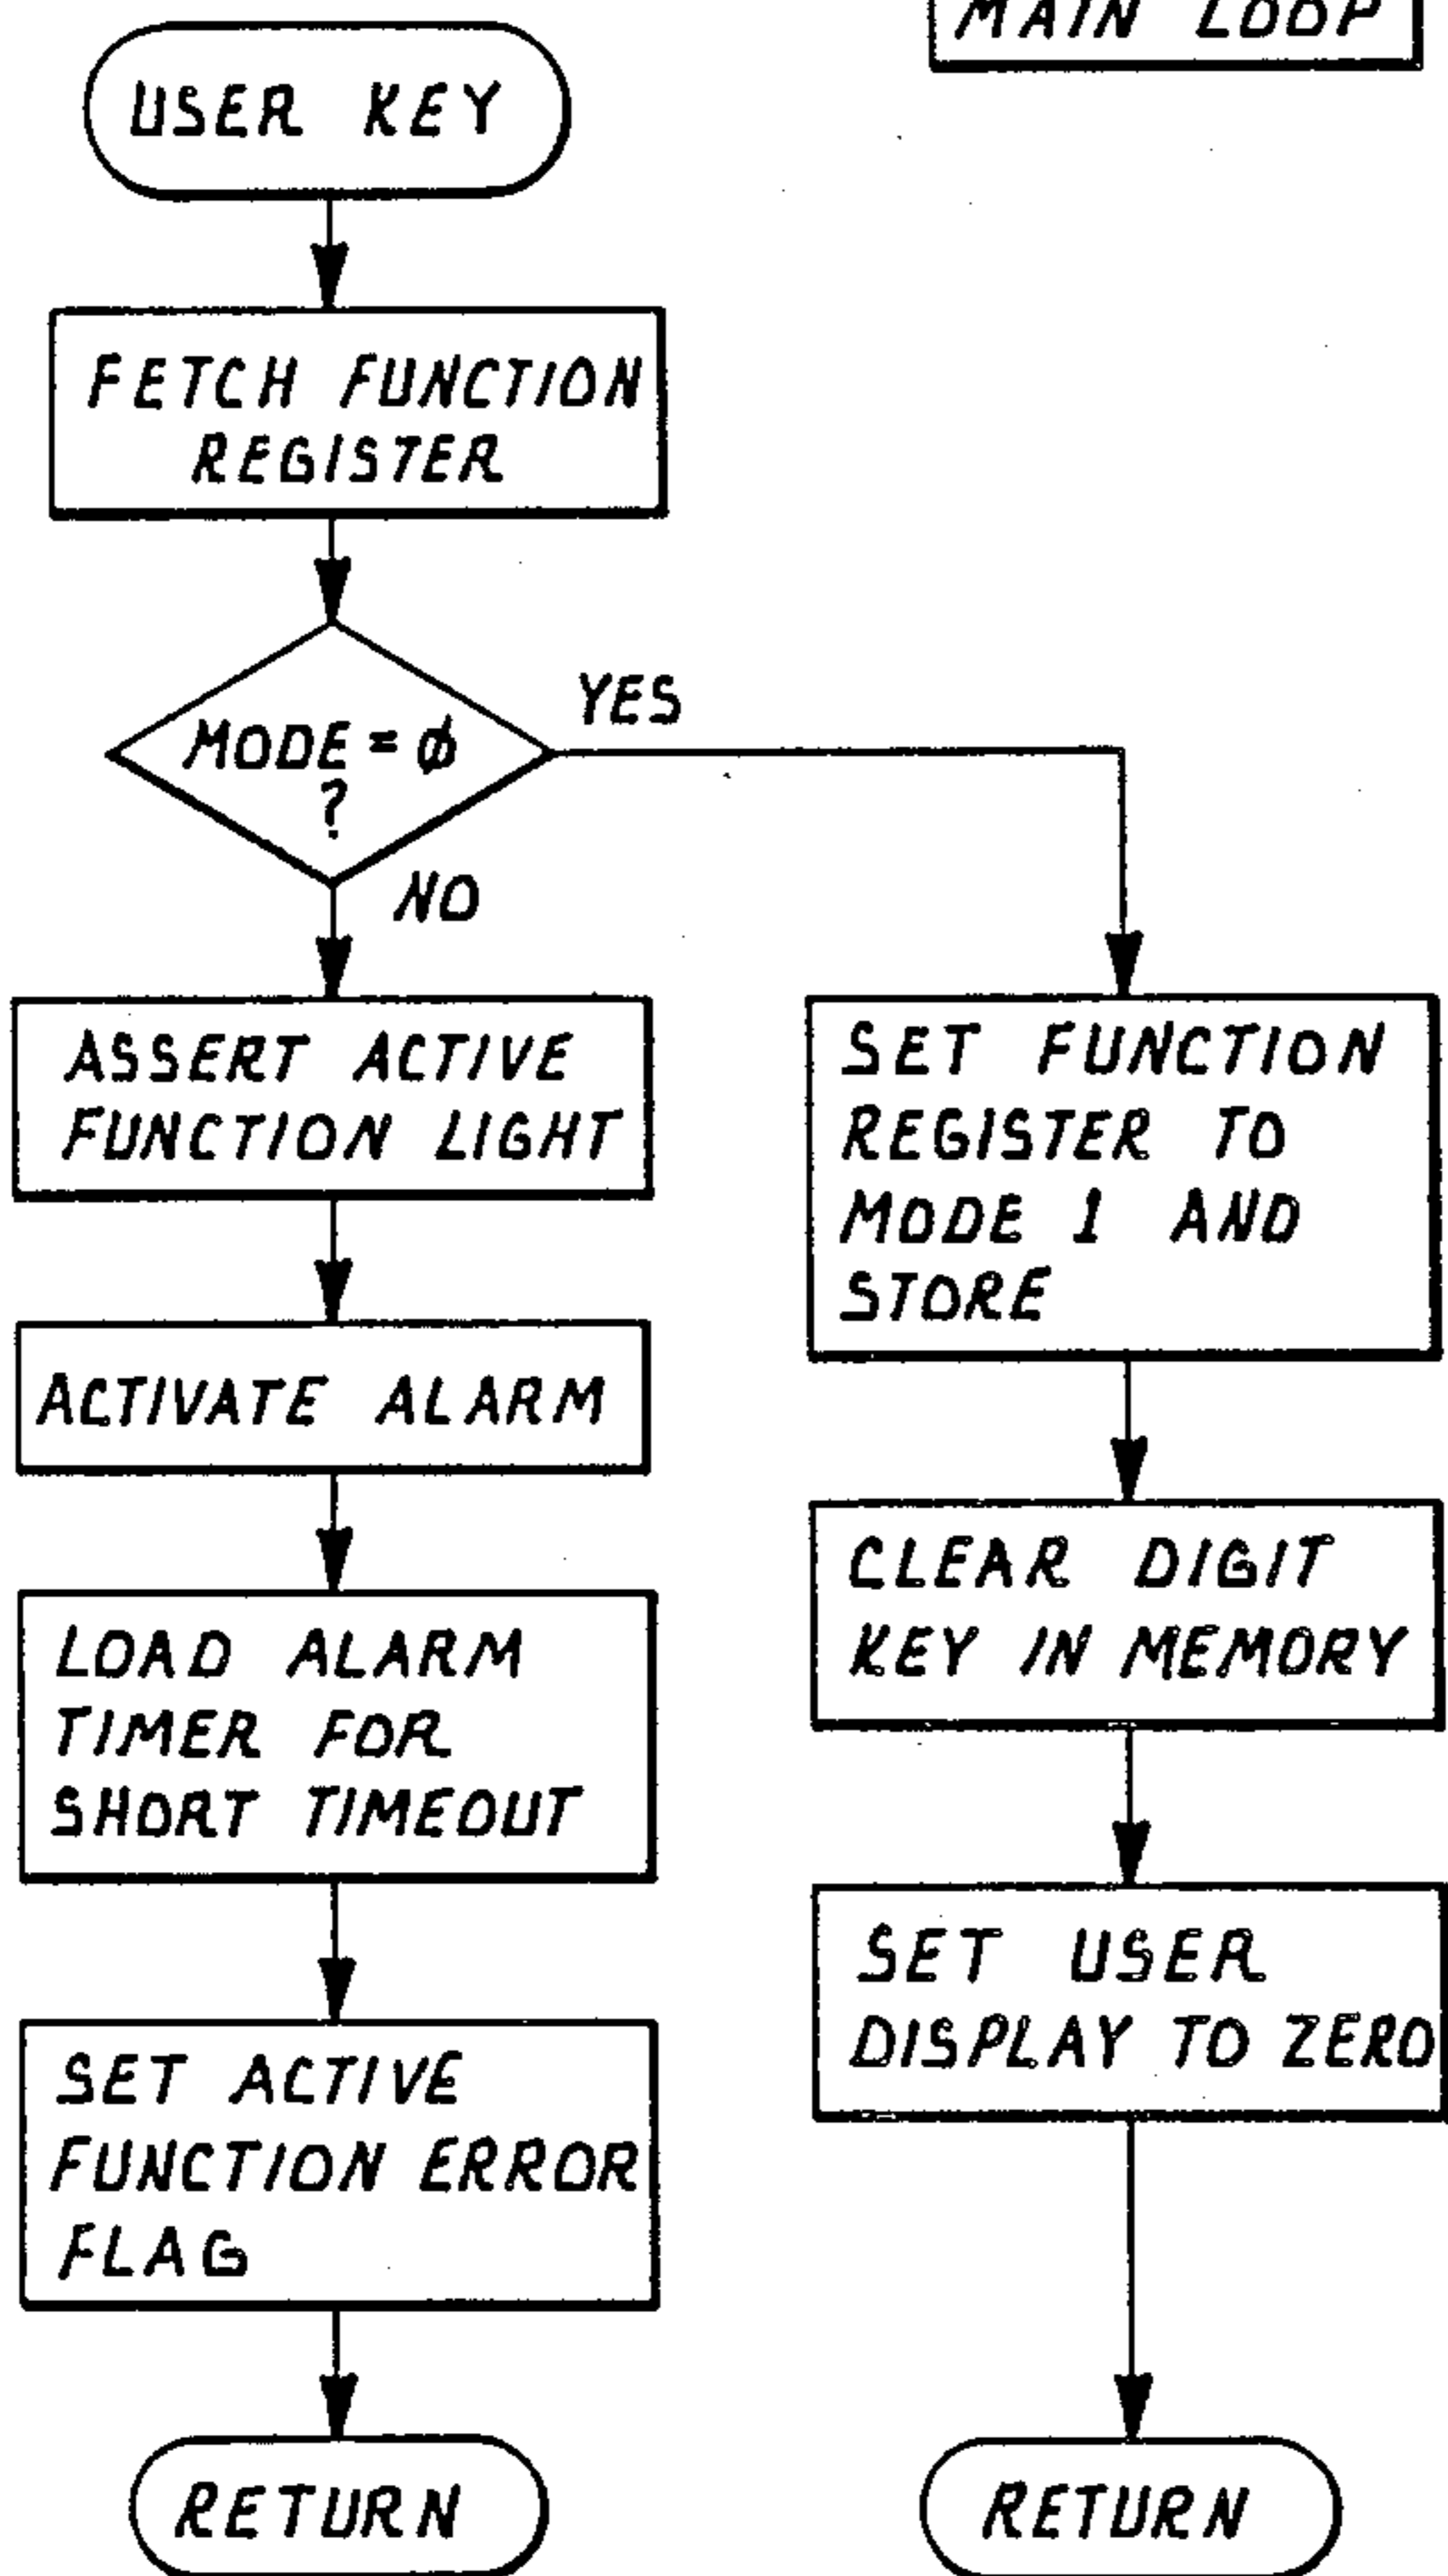 MAIN LOOP
USER KEY
FETCH FUNCTION
REGISTER
MODE = ϕ
?
YES
NO
ASSERT ACTIVE
FUNCTION LIGHT
ACTIVATE ALARM
LOAD ALARM
TIMER FOR
SHORT TIMEOUT
SET ACTIVE
FUNCTION ERROR
FLAG
RETURN
SET FUNCTION
REGISTER TO
MODE 1 AND
STORE
CLEAR DIGIT
KEY IN MEMORY
SET USER
DISPLAY TO ZERO
RETURN